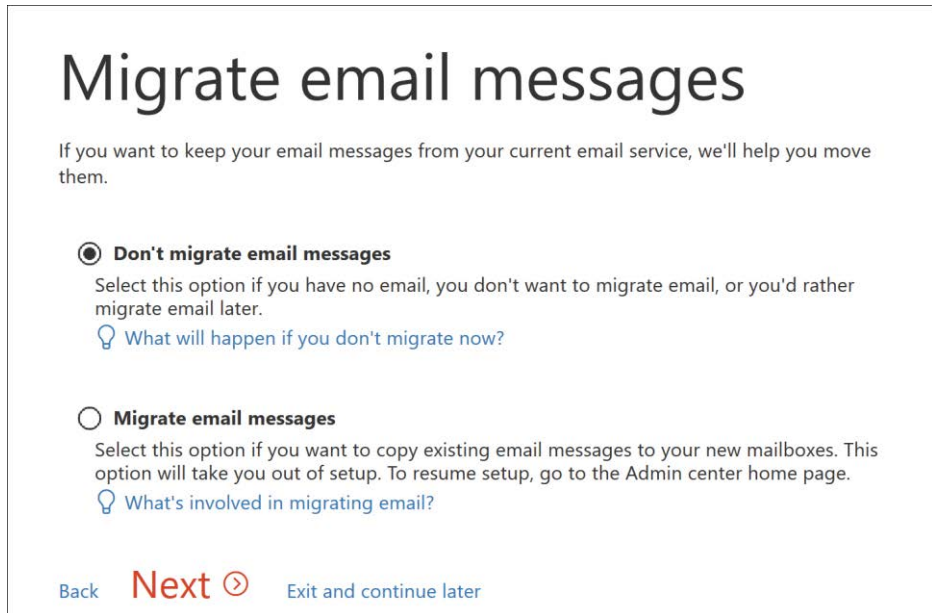 Migrate email messages
If you want to keep your email messages from your current email service, we'll help you move
them.
Don't migrate email messages
Select this option if you have no email, you don't want to migrate email, or you'd rather
migrate email later.
What will happen if you don't migrate now?
Migrate email messages
Select this option if you want to copy existing email messages to your new mailboxes. This
option will take you out of setup. To resume setup, go to the Admin center home page.
What's involved in migrating email?
Back Next Exit and continue later